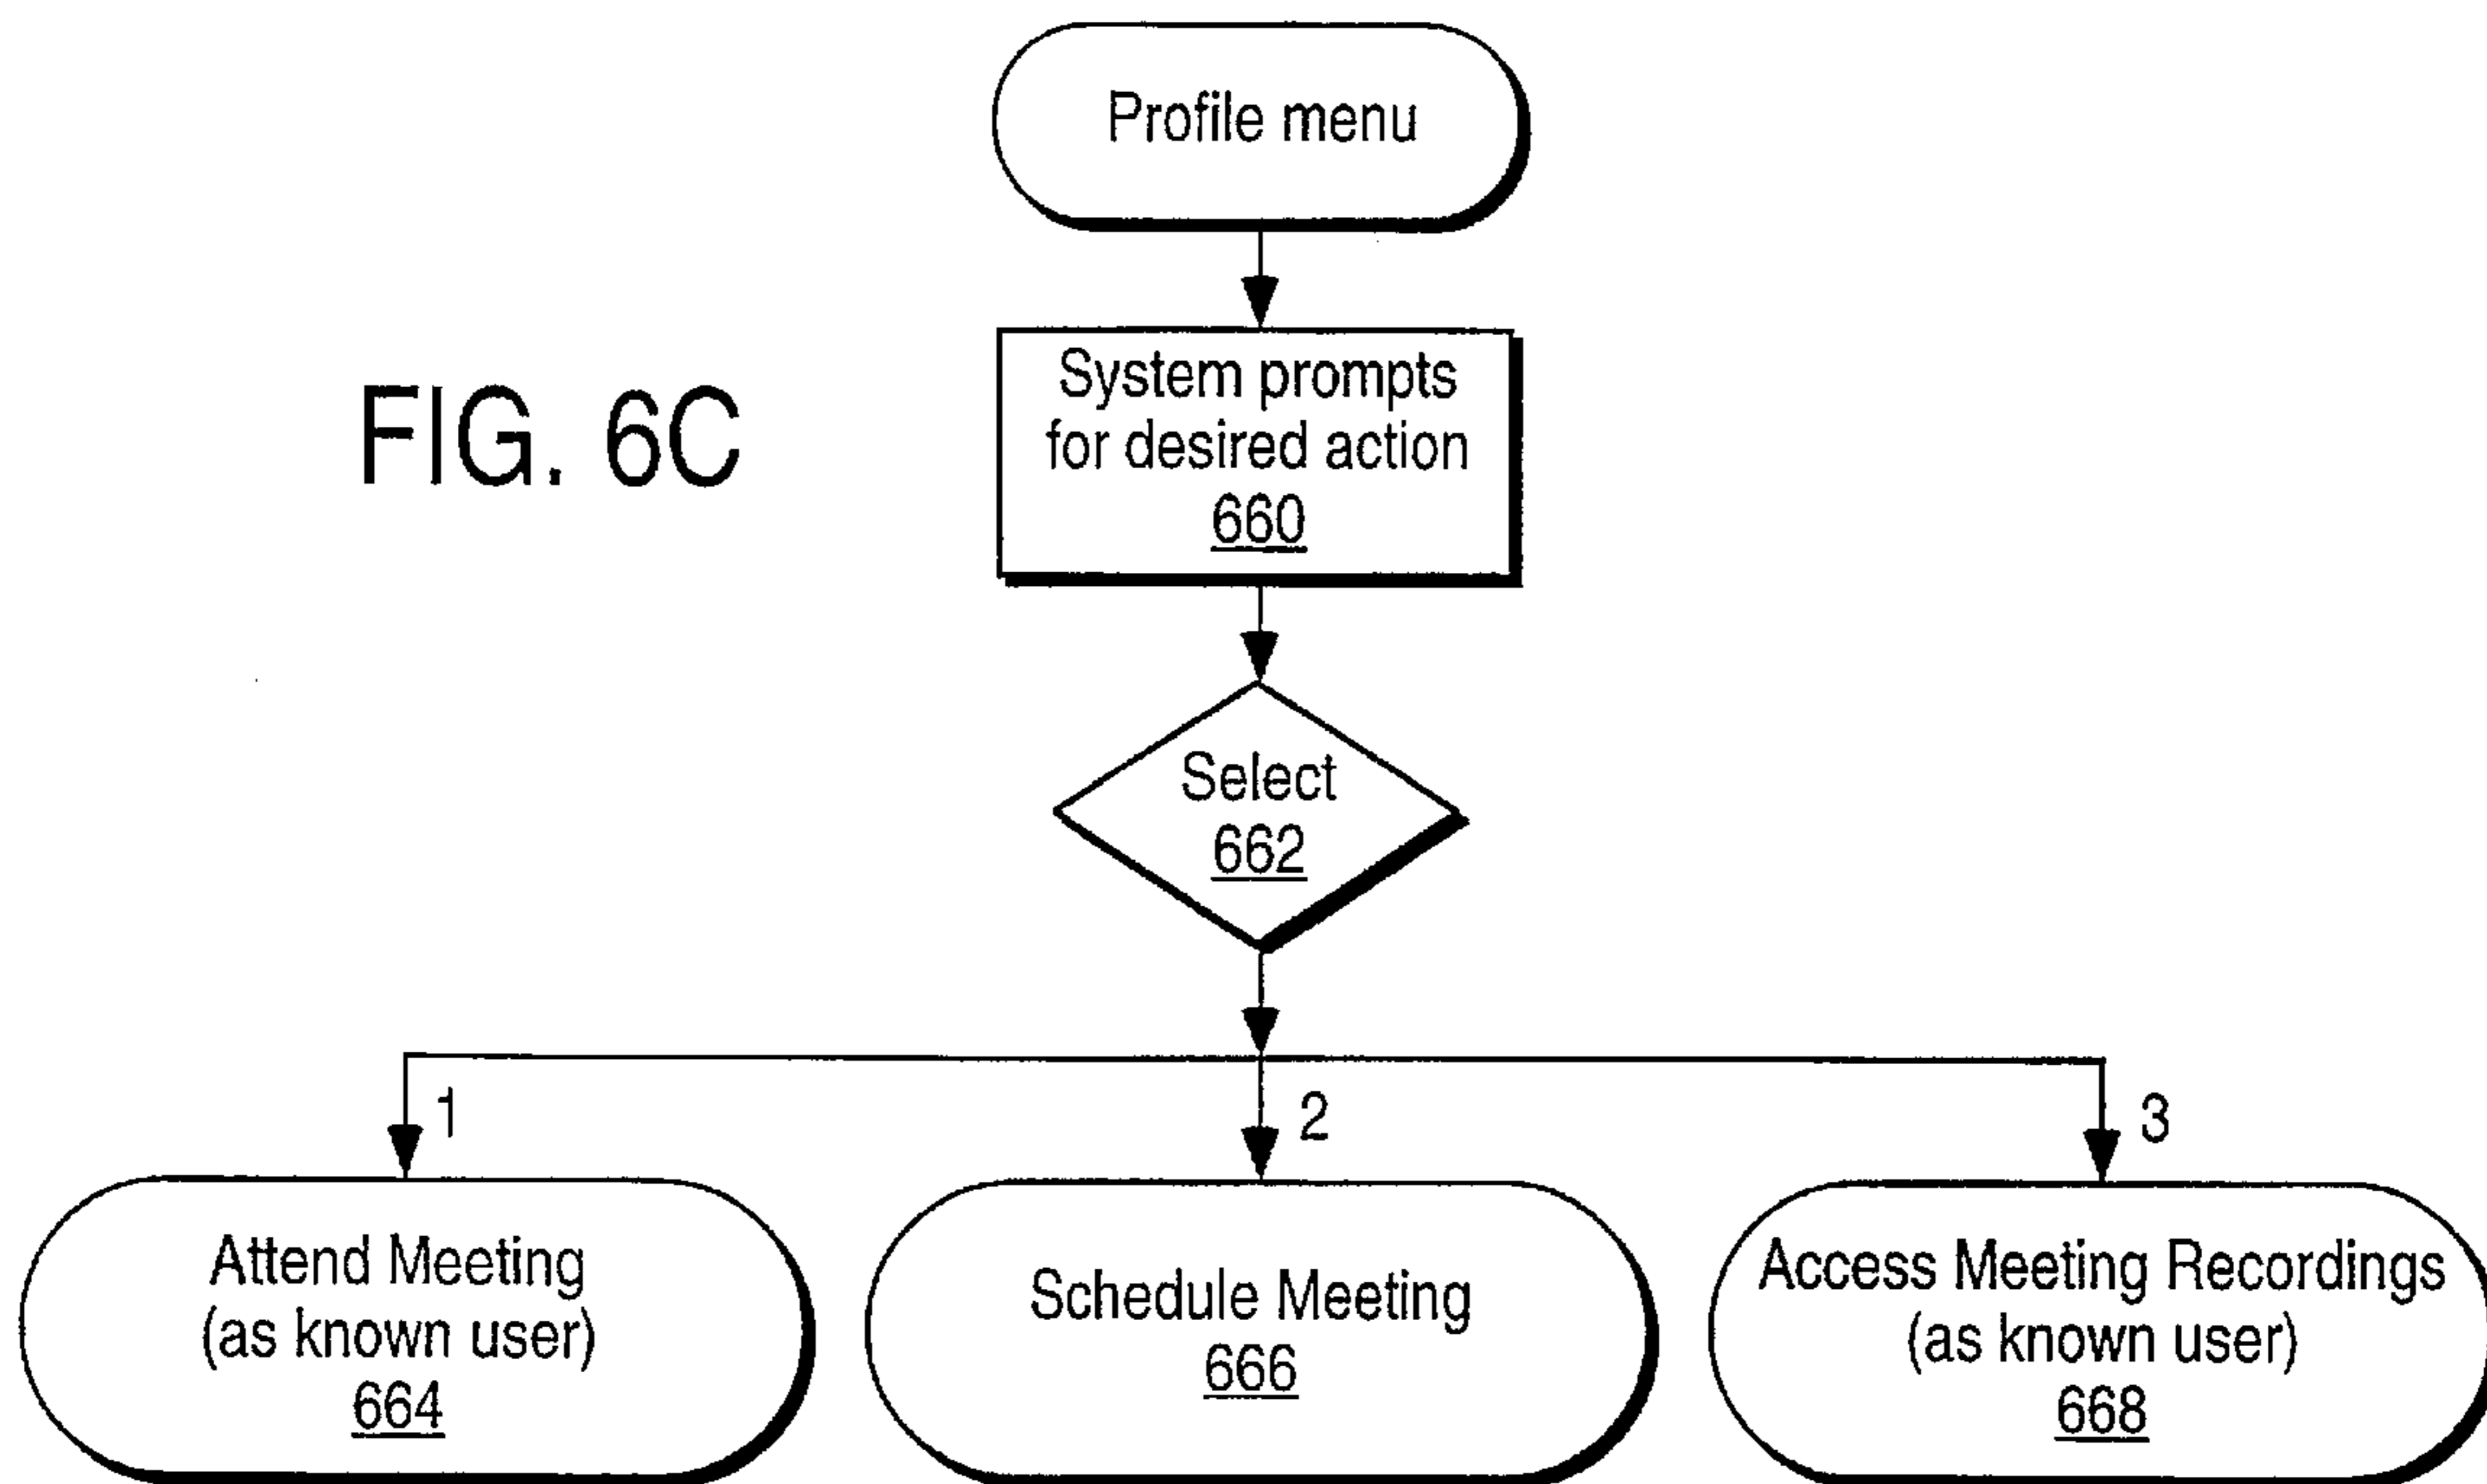 Profile menu
FIG. 6C
System prompts
for desired action
660
Select
662
1
2
3
Attend Meeting
(as known user)
664
Schedule Meeting
666
Access Meeting Recordings
(as known user)
668